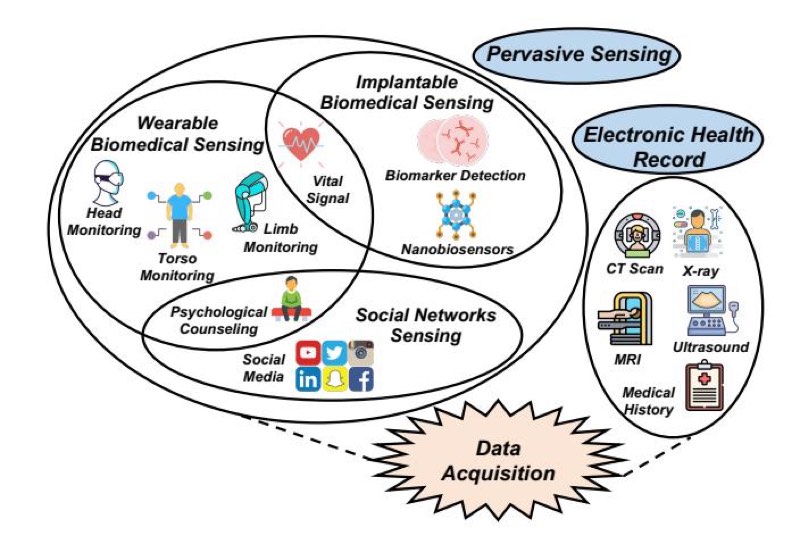 Pervasive Sensing
Implantable
Biomedical Sensing
Wearable
Biomedical Sensing
Electronic Health
Record
Biomarker Detection
Vital
Signal
Head
Monitoring
Limb
Monitoring
Nanobiosensors
Torso
Monitoring
CT Scan
X-ray
Psychological
Counseling
Social Networks
Sensing
Social
Media
in
f
MRI
Ultrasound
Medical
History
Data
Acquisition